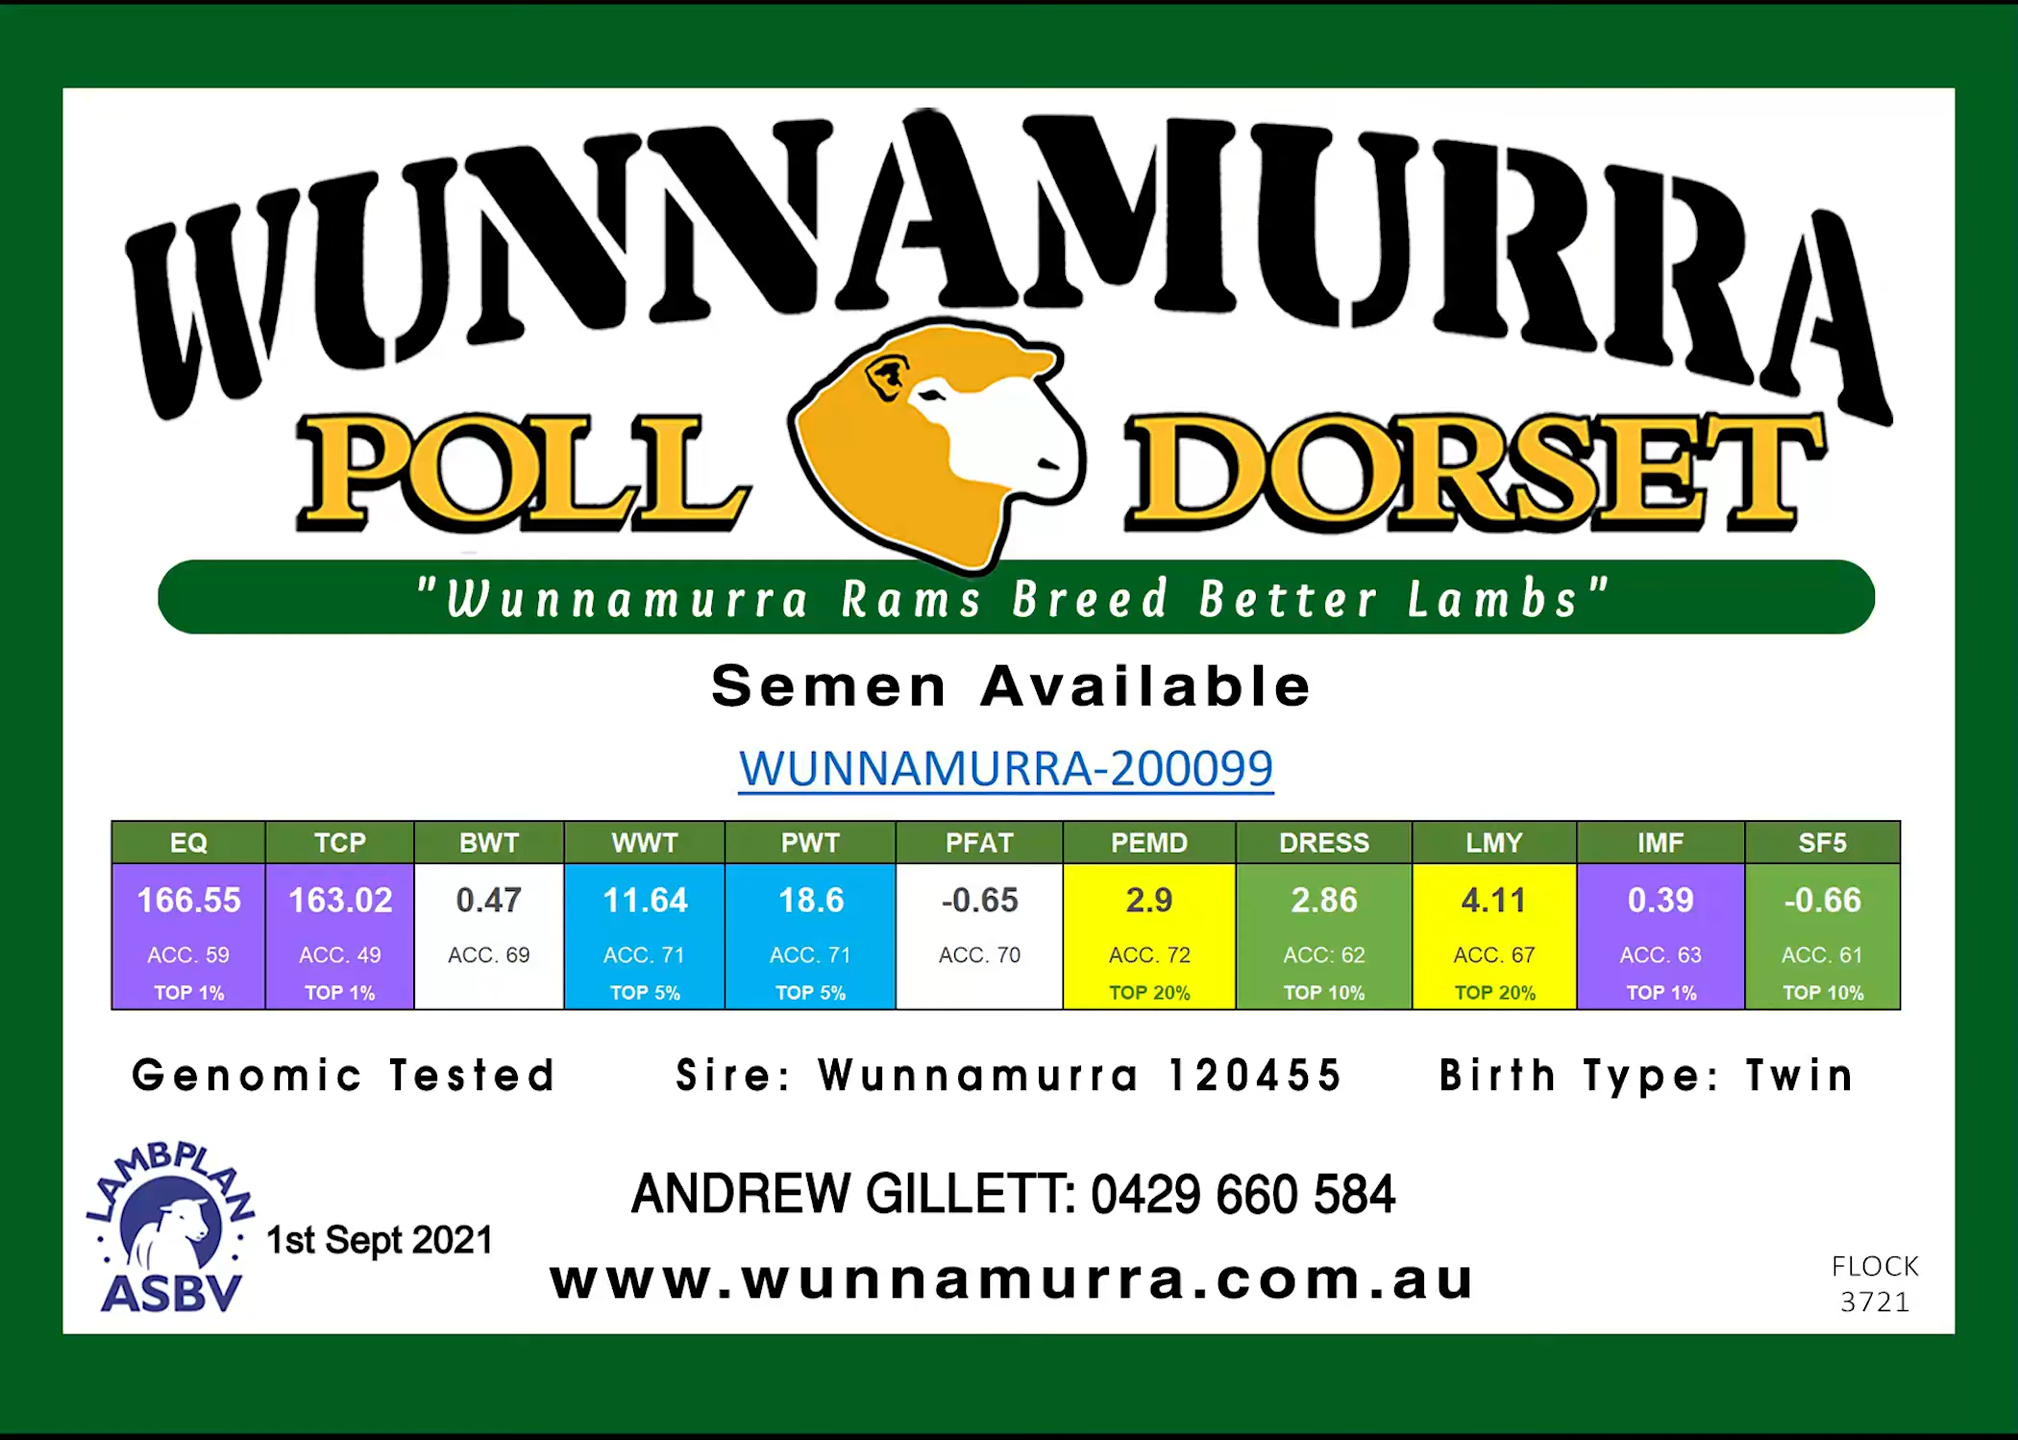 WUNNAMURRA
POLL DORSET
"Wunnamurra Rams Breed Better Lambs"
Semen Available
WUNNAMURRA-200099
EQ TCP BWT WWT PWT PFAT PEMD DRESS LMY IMF SF5
166.55 163.02 0.47 11.64 18.6 -0.65 2.9 2.86 4.11 0.39 -0.66
ACC. 59 ACC. 49 ACC. 69 ACC. 71 ACC. 71 ACC. 70 ACC. 72 ACC: 62 ACC. 67 ACC. 63 ACC. 61
TOP 1% TOP 1% TOP 5% TOP 5% TOP 20% TOP 10% TOP 20% TOP 1% TOP 10%
Genomic Tested Sire: Wunnamurra 120455 Birth Type: Twin
LAMBPLAN
ASBV
1st Sept 2021
ANDREW GILLETT: 0429 660 584
www.wunnamurra.com.au
FLOCK
3721